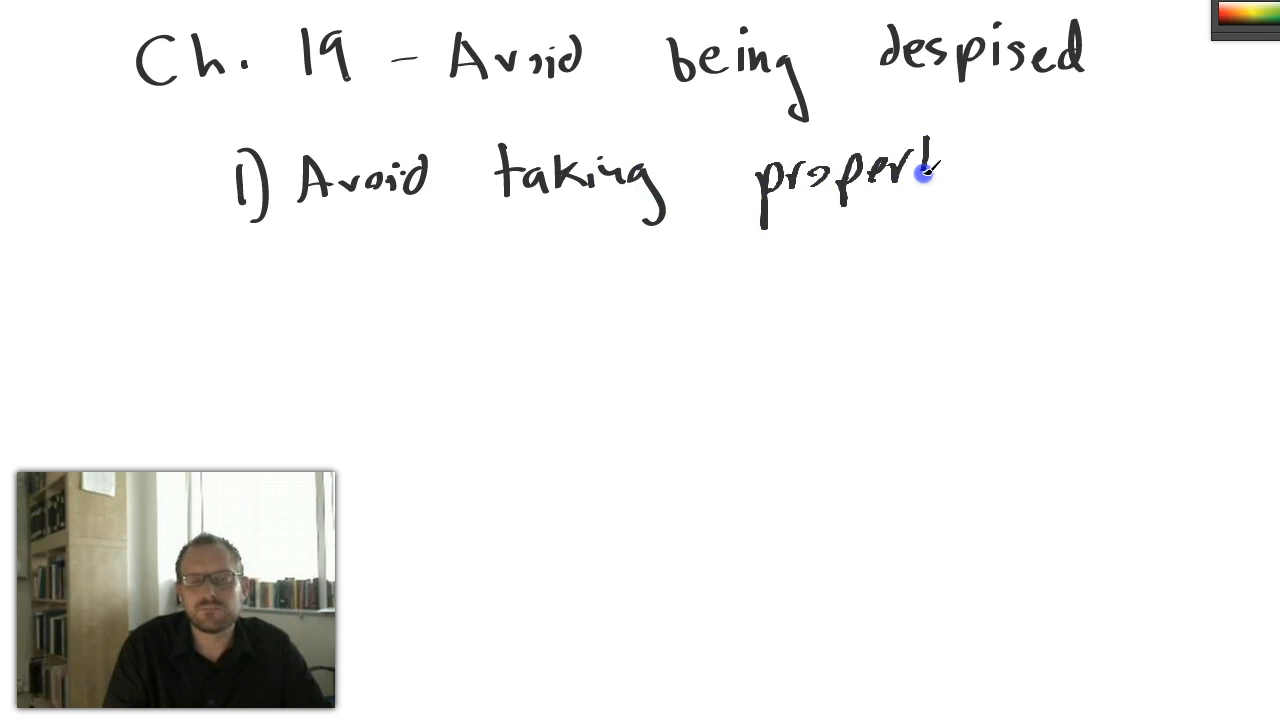 Ch. 19 - Avoid being despised
1) Avoid taking propert